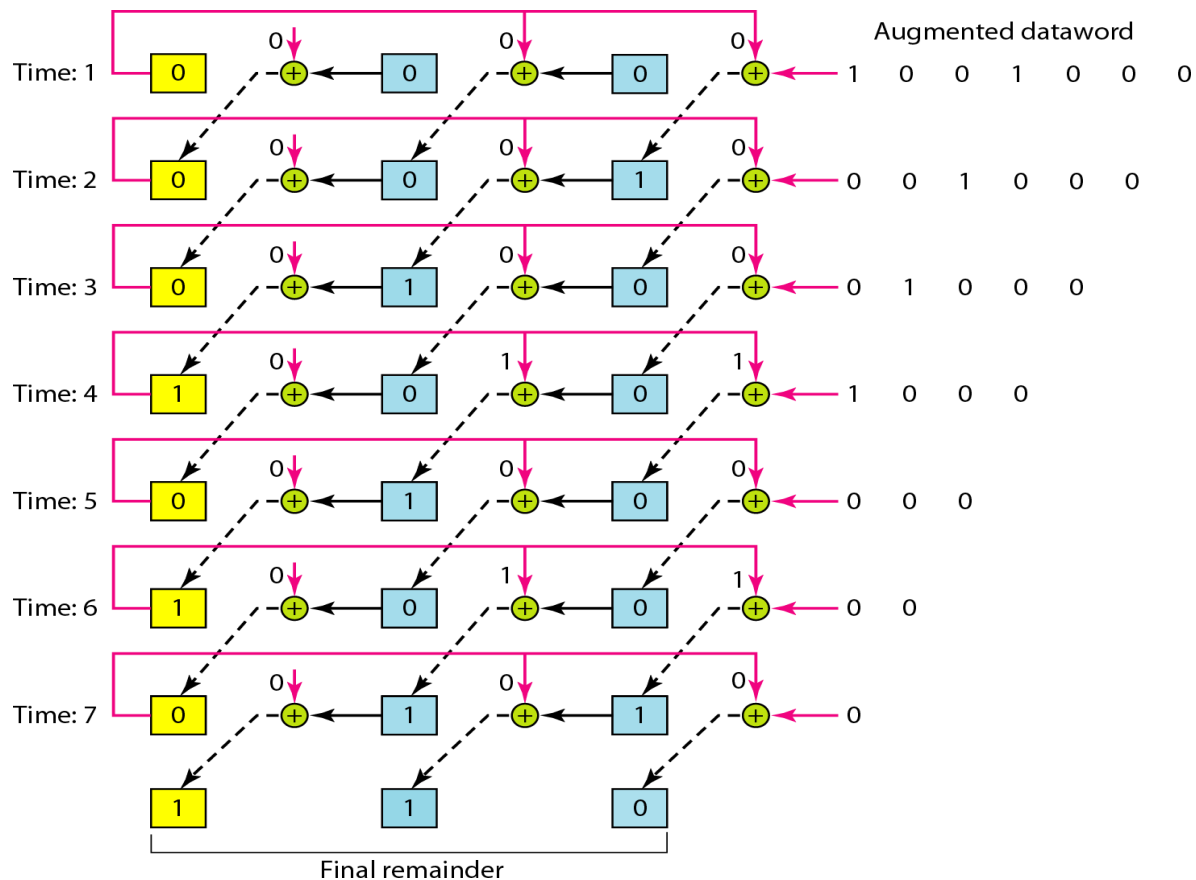 Augmented dataword
0 0 0
Time: 1 0 0 0 1 0 0 1 0 0 0
0 0 0
Time: 2 0 0 1 0 0 1 0 0 0
0 0 0
Time: 3 0 1 0 0 1 0 0 0
0 1 1
Time: 4 1 0 0 1 0 0 0
0 0 0
Time: 5 0 1 0 0 0 0
0 1 1
Time: 6 1 0 0 0 0
0 0 0
Time: 7 0 1 1 0
1 1 0
Final remainder